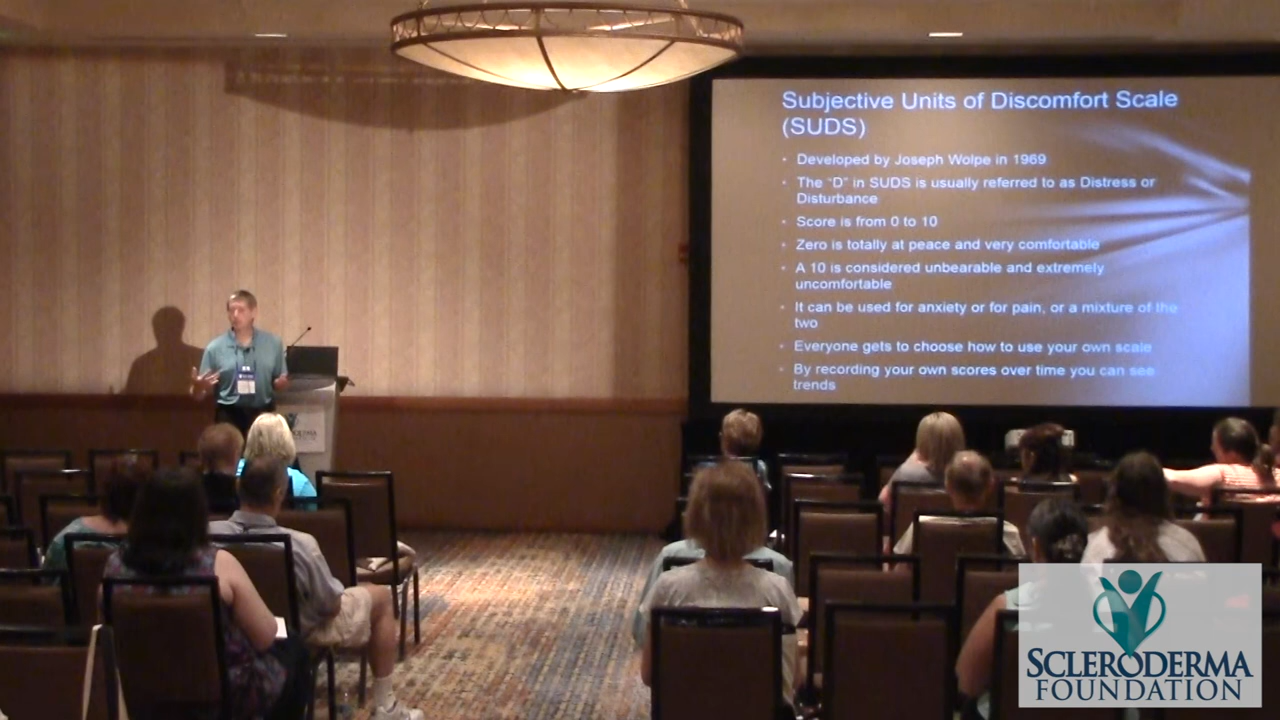 Subjective Units of Discomfort Scale
(SUDS)
• Developed by Joseph Wolpe in 1969
• The "D" in SUDS is usually referred to as Distress or
Disturbance
• Score is from 0 to 10
• Zero is totally at peace and very comfortable
• A 10 is considered unbearable and extremely
uncomfortable
• It can be used for anxiety or for pain, or a mixture of the
two
• Everyone gets to choose how to use your own scale
• By recording your own scores over time you can see
trends
SCLERODERMA
FOUNDATION